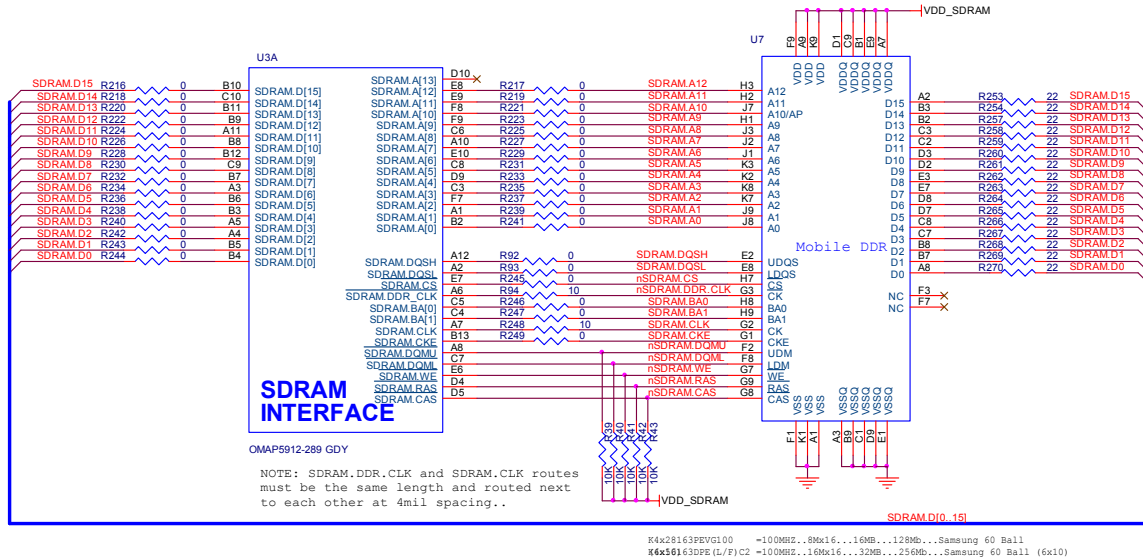 VDD_SDRAM
U7
U3A
F9 A9 K9 D1 C9 B1 E9 A7
VDD VDD VDD VDDQ VDDQ VDDQ VDDQ VDDQ
SDRAM.A[13] D10
SDRAM.D15 R216 0 B10 SDRAM.D[15] SDRAM.A[12] E8 R217 0 SDRAM.A12 H3 A12
SDRAM.D14 R218 0 C10 SDRAM.D[14] SDRAM.A[11] E9 R219 0 SDRAM.A11 H2 A11 D15 A2 R253 22 SDRAM.D15
SDRAM.D13 R220 0 B11 SDRAM.D[13] SDRAM.A[10] F8 R221 0 SDRAM.A10 J7 A10/AP D14 B3 R254 22 SDRAM.D14
SDRAM.D12 R222 0 B9 SDRAM.D[12] SDRAM.A[9] F9 R223 0 SDRAM.A9 H1 A9 D13 B2 R257 22 SDRAM.D13
SDRAM.D11 R224 0 A11 SDRAM.D[11] SDRAM.A[8] C6 R225 0 SDRAM.A8 J3 A8 D12 C3 R258 22 SDRAM.D12
SDRAM.D10 R226 0 B8 SDRAM.D[10] SDRAM.A[7] A10 R227 0 SDRAM.A7 J2 A7 D11 C2 R259 22 SDRAM.D11
SDRAM.D9 R228 0 B12 SDRAM.D[9] SDRAM.A[6] E10 R229 0 SDRAM.A6 J1 A6 D10 D3 R260 22 SDRAM.D10
SDRAM.D8 R230 0 C9 SDRAM.D[8] SDRAM.A[5] C8 R231 0 SDRAM.A5 K3 A5 D9 D2 R261 22 SDRAM.D9
SDRAM.D7 R232 0 B7 SDRAM.D[7] SDRAM.A[4] D9 R233 0 SDRAM.A4 K2 A4 D8 E3 R262 22 SDRAM.D8
SDRAM.D6 R234 0 A3 SDRAM.D[6] SDRAM.A[3] C3 R235 0 SDRAM.A3 K8 A3 D7 E7 R263 22 SDRAM.D7
SDRAM.D5 R236 0 B6 SDRAM.D[5] SDRAM.A[2] F7 R237 0 SDRAM.A2 K7 A2 D6 D8 R264 22 SDRAM.D6
SDRAM.D4 R238 0 B3 SDRAM.D[4] SDRAM.A[1] A1 R239 0 SDRAM.A1 J9 A1 D5 D7 R265 22 SDRAM.D5
SDRAM.D3 R240 0 A5 SDRAM.D[3] SDRAM.A[0] B2 R241 0 SDRAM.A0 J8 A0 D4 C8 R266 22 SDRAM.D4
SDRAM.D2 R242 0 A4 SDRAM.D[2] D3 C7 R267 22 SDRAM.D3
SDRAM.D1 R243 0 B5 SDRAM.D[1] Mobile DDR D2 B8 R268 22 SDRAM.D2
SDRAM.D0 R244 0 B4 SDRAM.D[0] SDRAM.DQSH A12 R92 0 SDRAM.DQSH E2 UDQS D1 B7 R269 22 SDRAM.D1
SDRAM.DQSL A2 R93 0 SDRAM.DQSL E8 LDQS D0 A8 R270 22 SDRAM.D0
SDRAM.CS E7 R245 0 nSDRAM.CS H7 CS
SDRAM.DDR_CLK A6 R94 10 nSDRAM.DDR.CLK G3 CK NC F3
SDRAM.BA[0] C5 R246 0 SDRAM.BA0 H8 BA0 NC F7
SDRAM.BA[1] C4 R247 0 SDRAM.BA1 H9 BA1
SDRAM.CLK A7 R248 10 SDRAM.CLK G2 CK
SDRAM.CKE B13 R249 0 SDRAM.CKE G1 CKE
SDRAM.DQMU A8 nSDRAM.DQMU F2 UDM
SDRAM.DQML C7 nSDRAM.DQML F8 LDM
SDRAM.WE E6 nSDRAM.WE G7 WE
SDRAM.RAS D4 nSDRAM.RAS G9 RAS
SDRAM.CAS D5 nSDRAM.CAS G8 CAS
SDRAM
INTERFACE
VSS VSS VSS VSSQ VSSQ VSSQ VSSQ VSSQ
F1 K1 A1 A3 B9 C1 D9 E1
R39 R40 R41 R42 R43
10K 10K 10K 10K 10K
OMAP5912-289 GDY
NOTE: SDRAM.DDR.CLK and SDRAM.CLK routes
must be the same length and routed next
to each other at 4mil spacing..
VDD_SDRAM
SDRAM.D[0..15]
K4x28163PEVG100 =100MHZ..8Mx16...16MB...128Mb...Samsung 60 Ball
=100MHZ..16Mx16...32MB...256Mb...Samsung 60 Ball (6x10)